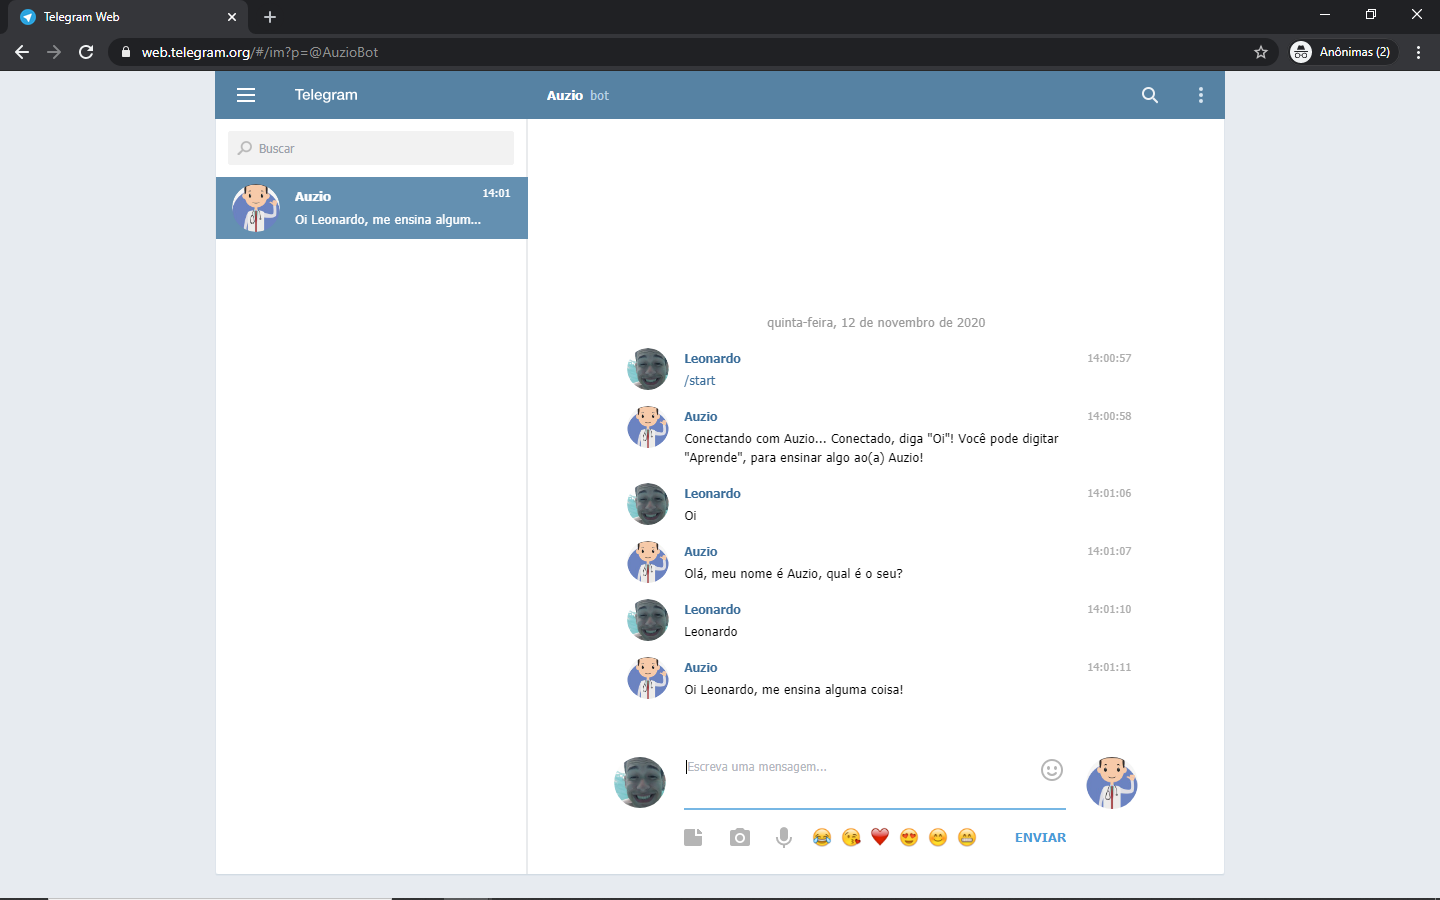 Telegram Web
web.telegram.org/#/im?p=@AuzioBot
Anônimas (2)
Telegram
Auzio bot
Buscar
Auzio 14:01
Oi Leonardo, me ensina algum...
quinta-feira, 12 de novembro de 2020
Leonardo 14:00:57
/start
Auzio 14:00:58
Conectando com Auzio... Conectado, diga "Oi"! Você pode digitar
"Aprende", para ensinar algo ao(a) Auzio!
Leonardo 14:01:06
Oi
Auzio 14:01:07
Olá, meu nome é Auzio, qual é o seu?
Leonardo 14:01:10
Leonardo
Auzio 14:01:11
Oi Leonardo, me ensina alguma coisa!
Escreva uma mensagem...
ENVIAR